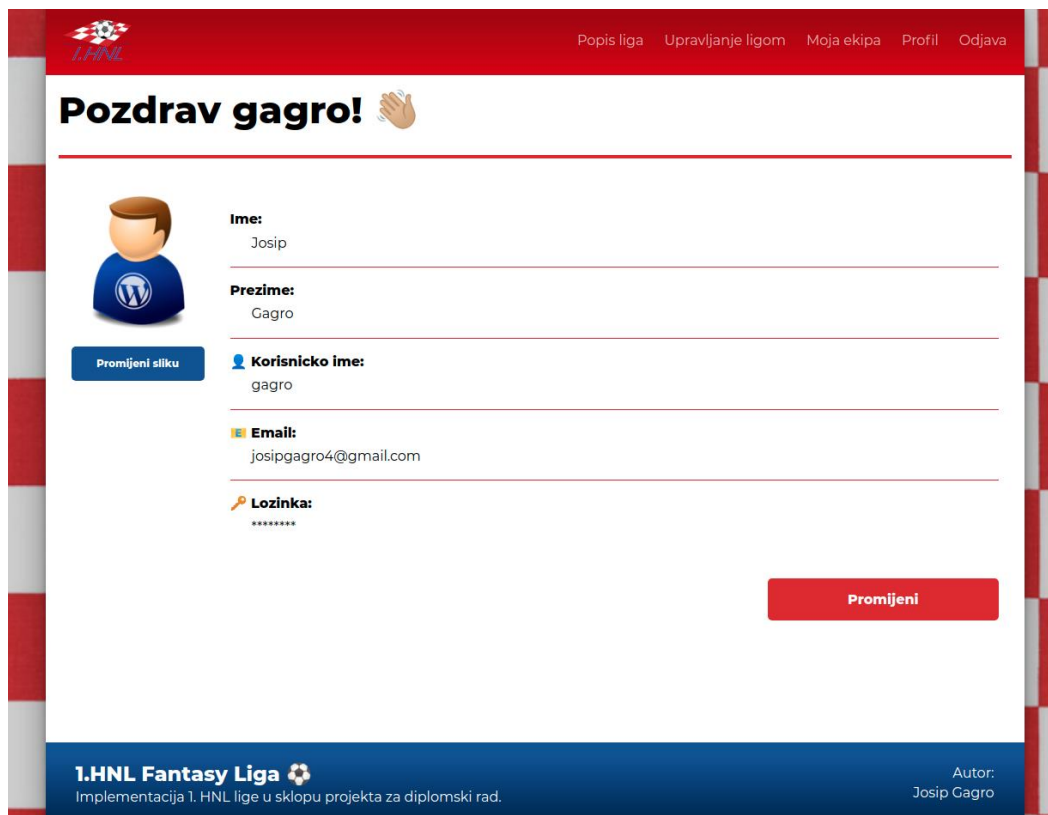 1.HNL
Popis liga Upravljanje ligom Moja ekipa Profil Odjava
Pozdrav gagro! 👋🏼
Ime:
Josip
Prezime:
Gagro
Promijeni sliku
👤 Korisnicko ime:
gagro
📧 Email:
josipgagro4@gmail.com
🔑 Lozinka:
********
Promijeni
1.HNL Fantasy Liga ⚽
Implementacija 1. HNL lige u sklopu projekta za diplomski rad.
Autor:
Josip Gagro